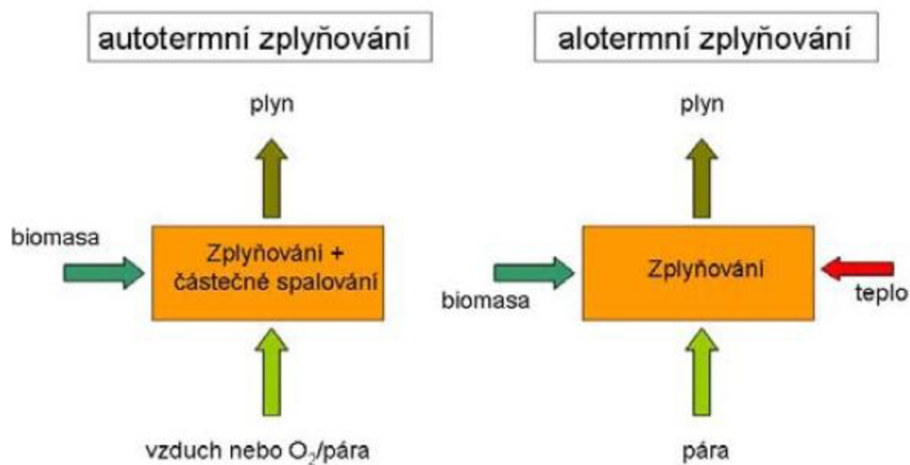 autotermní zplyňování
plyn
biomasa
Zplyňování +
částečné spalování
vzduch nebo O₂/pára
alotermní zplyňování
plyn
biomasa
Zplyňování
teplo
pára